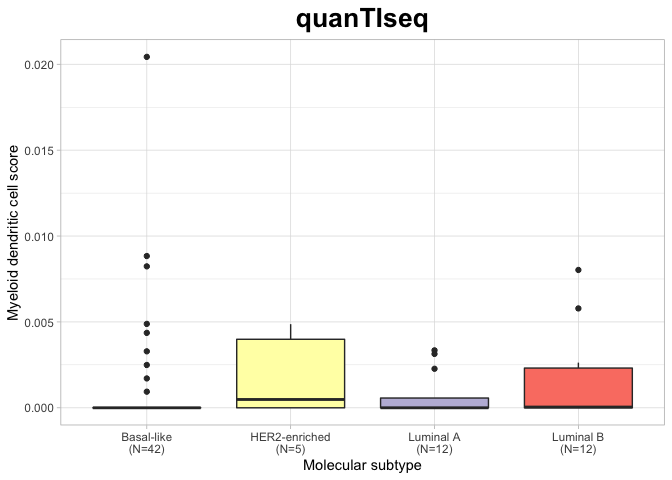 quanTIseq
Myeloid dendritic cell score
0.020
0.015
0.010
0.005
0.000
Basal-like
(N=42)
HER2-enriched
(N=5)
Luminal A
(N=12)
Luminal B
(N=12)
Molecular subtype